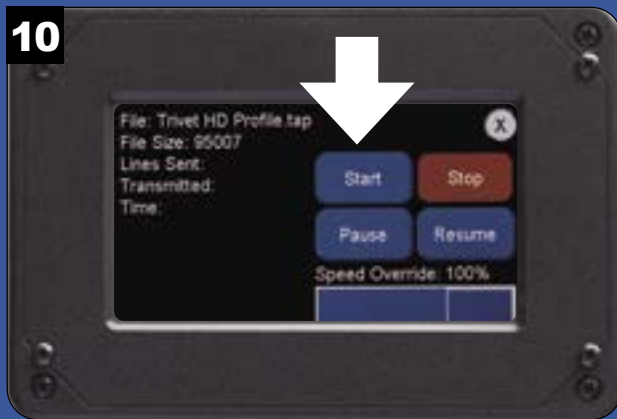 10
File: Trivet HD Profile.tap
File Size: 95007
Lines Sent:
Transmitted:
Time:
X
Start
Stop
Pause
Resume
Speed Override: 100%